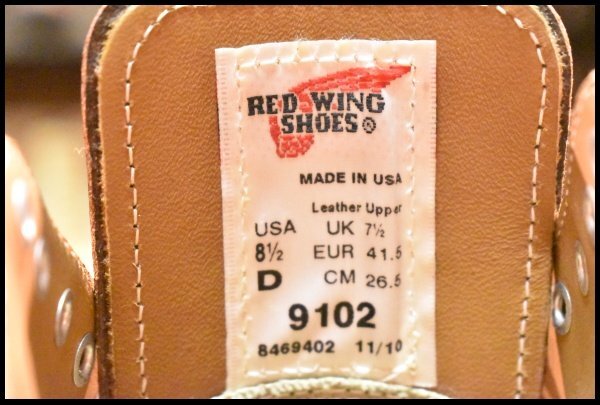 RED WING
SHOES®
MADE IN USA
Leather Upper
USA UK 7½
8½ EUR 41.5
D CM 26.5
9102
8469402 11/10